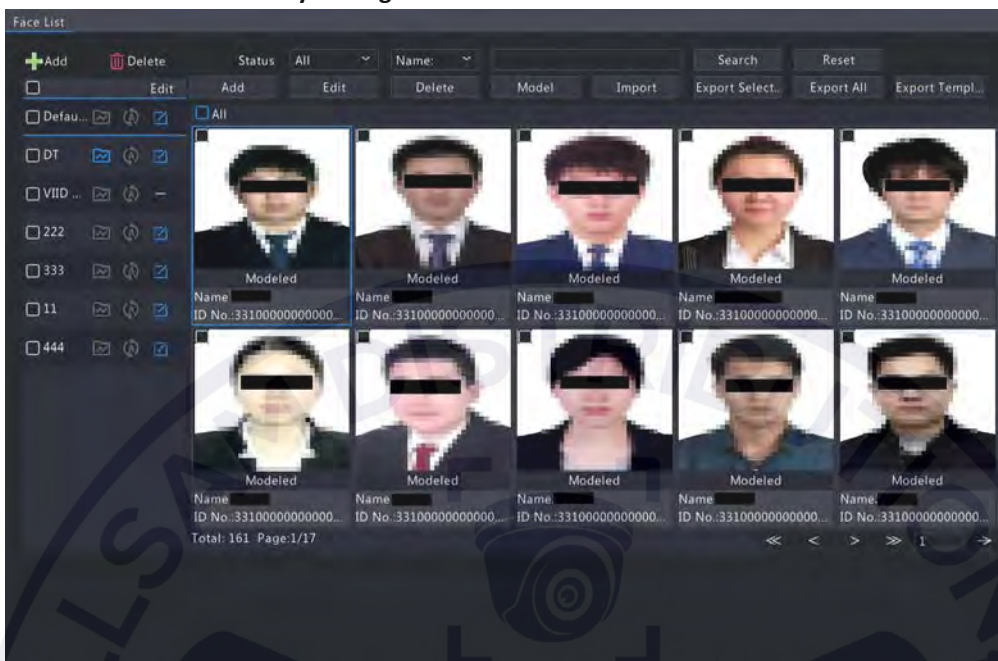 Face List
Add Delete Status All Name: Search Reset
Edit Add Edit Delete Model Import Export Select.. Export All Export Templ...
Defau... All
DT
VIID ...
222
333
11
444
Modeled Modeled Modeled Modeled Modeled
Name Name Name Name Name
ID No.:33100000000000... ID No.:33100000000000... ID No.:33100000000000... ID No.:33100000000000... ID No.:33100000000000...
Modeled Modeled Modeled Modeled Modeled
Name Name Name Name Name
ID No.:33100000000000... ID No.:33100000000000... ID No.:33100000000000... ID No.:33100000000000... ID No.:33100000000000...
Total: 161 Page:1/17 1